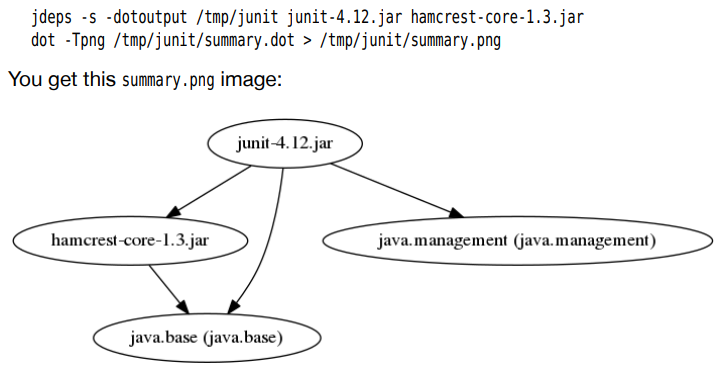 jdeps -s -dotoutput /tmp/junit junit-4.12.jar hamcrest-core-1.3.jar
dot -Tpng /tmp/junit/summary.dot > /tmp/junit/summary.png
You get this summary.png image:
junit-4.12.jar
hamcrest-core-1.3.jar
java.management (java.management)
java.base (java.base)